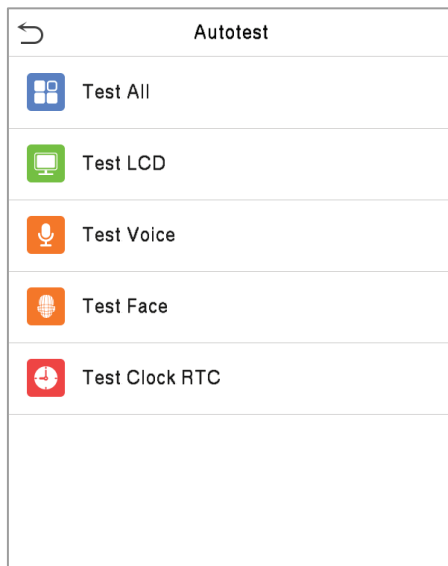 Autotest
Test All
Test LCD
Test Voice
Test Face
Test Clock RTC